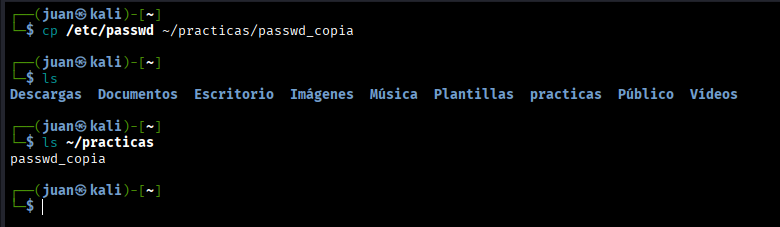 ┌──(juan㉿kali)-[~]
└─$ cp /etc/passwd ~/practicas/passwd_copia
┌──(juan㉿kali)-[~]
└─$ ls
Descargas Documentos Escritorio Imágenes Música Plantillas practicas Público Vídeos
┌──(juan㉿kali)-[~]
└─$ ls ~/practicas
passwd_copia
┌──(juan㉿kali)-[~]
└─$